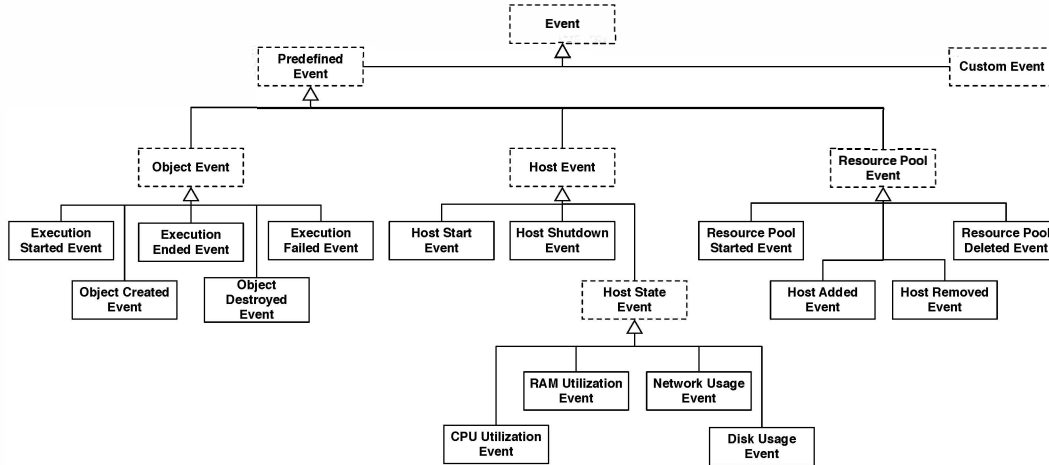 Event
Predefined
Event
Custom Event
Object Event
Host Event
Resource Pool
Event
Execution
Started Event
Execution
Ended Event
Execution
Failed Event
Host Start
Event
Host Shutdown
Event
Resource Pool
Started Event
Resource Pool
Deleted Event
Object Created
Event
Object
Destroyed
Event
Host State
Event
Host Added
Event
Host Removed
Event
RAM Utilization
Event
Network Usage
Event
CPU Utilization
Event
Disk Usage
Event